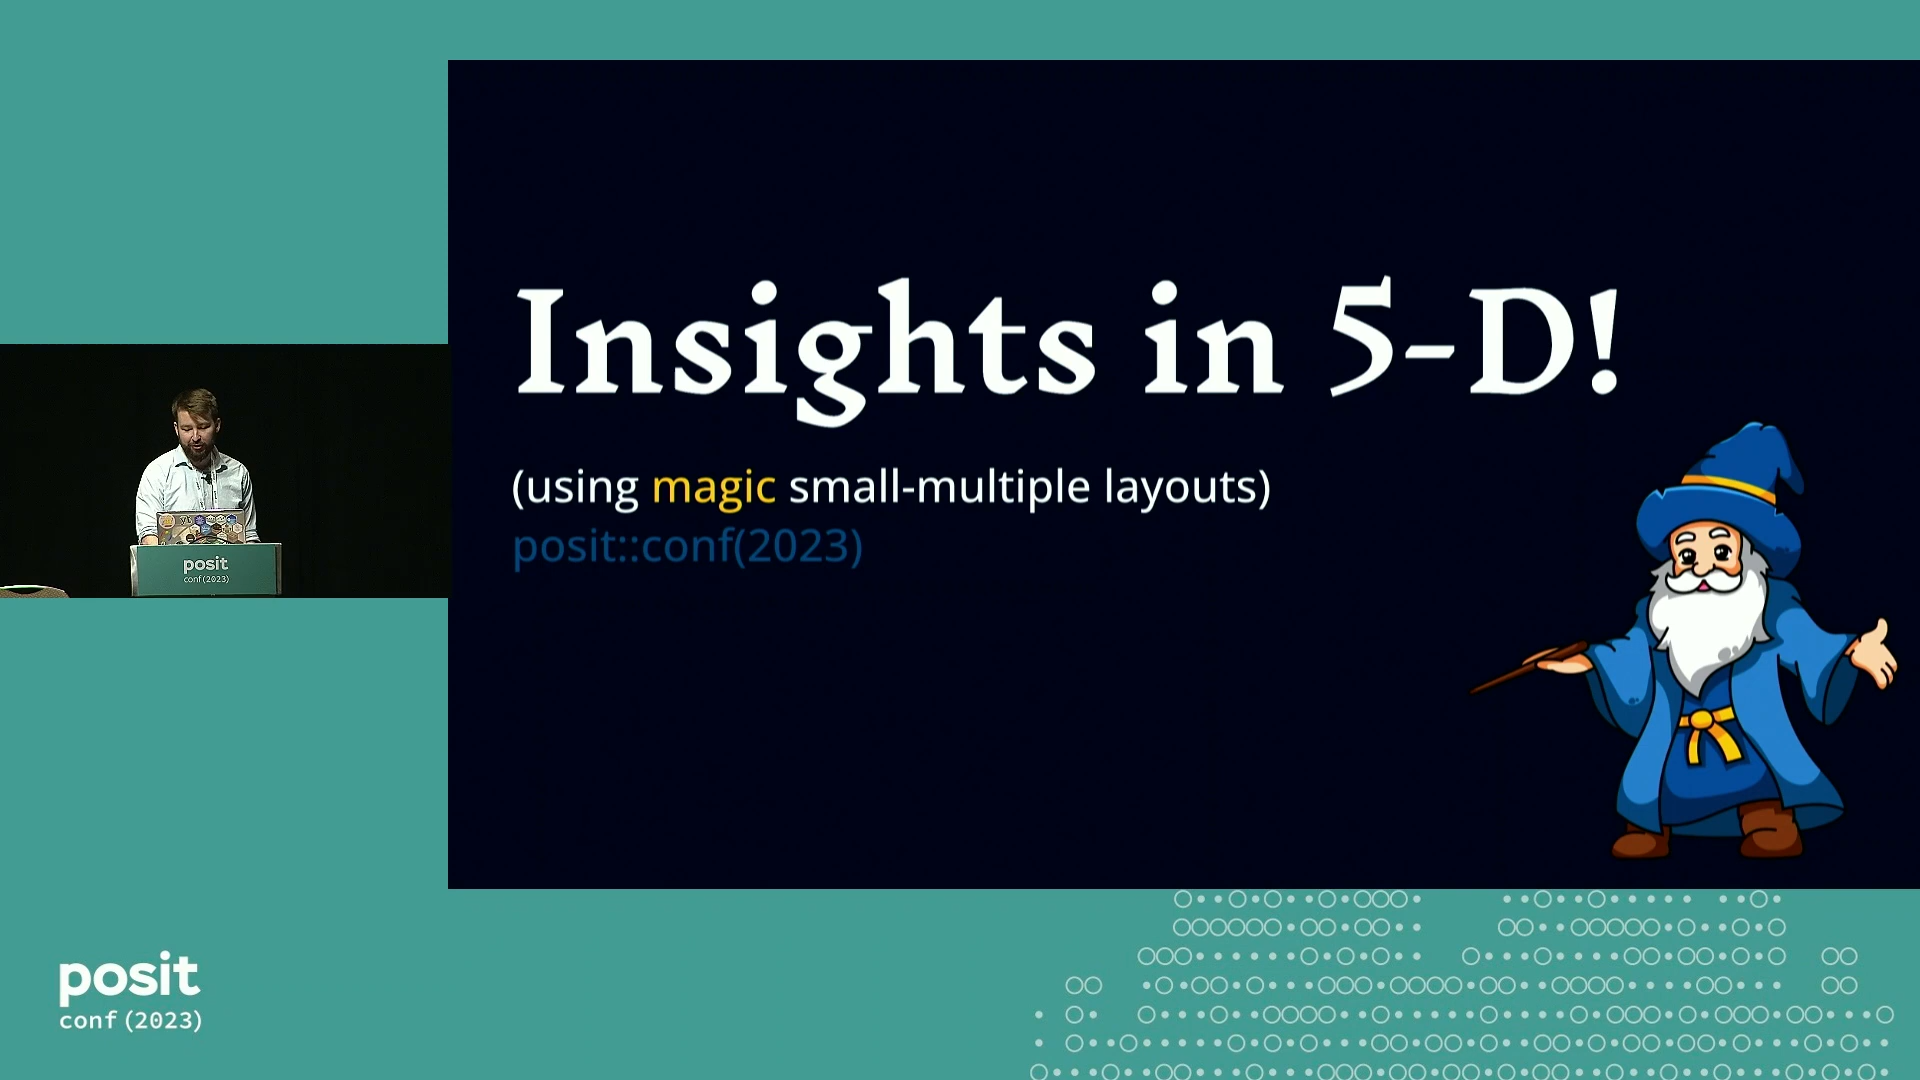 Insights in 5-D!
(using magic small-multiple layouts)
posit::conf(2023)
posit
conf(2023)
posit
conf(2023)